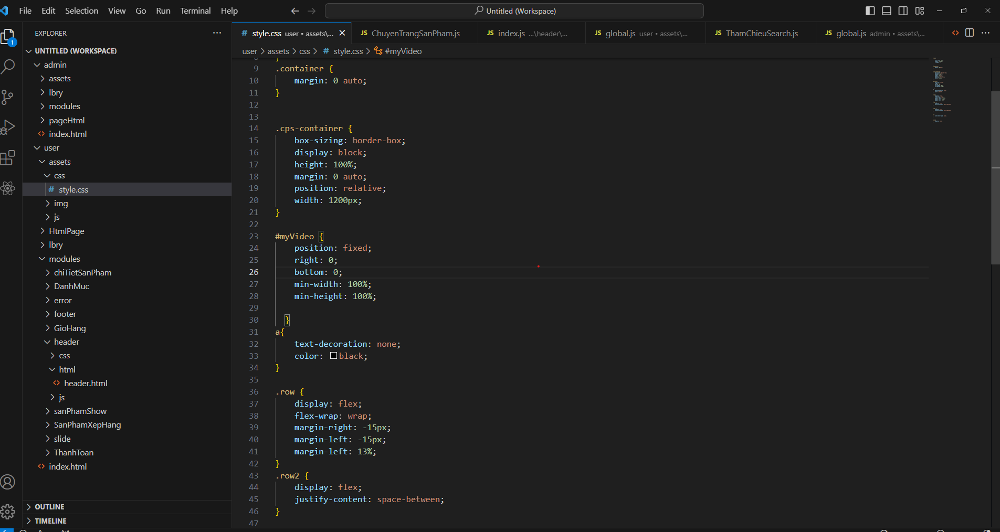 File Edit Selection View Go Run Terminal Help
Untitled (Workspace)
EXPLORER
1
UNTITLED (WORKSPACE)
admin
assets
lbry
modules
pageHtml
index.html
user
assets
css
# style.css
img
js
HtmlPage
lbry
modules
chiTietSanPham
DanhMuc
error
footer
GioHang
header
css
html
header.html
js
sanPhamShow
SanPhamXepHang
slide
ThanhToan
index.html
OUTLINE
TIMELINE
# style.css user • assets\...
JS ChuyenTrangSanPham.js
JS index.js ...\header\...
JS global.js user • assets\...
JS ThamChieuSearch.js
JS global.js admin • assets\...
user > assets > css > # style.css > #myVideo
8 }
9 .container {
10 margin: 0 auto;
11 }
12
13
14 .cps-container {
15 box-sizing: border-box;
16 display: block;
17 height: 100%;
18 margin: 0 auto;
19 position: relative;
20 width: 1200px;
21 }
22
23 #myVideo {
24 position: fixed;
25 right: 0;
26 bottom: 0;
27 min-width: 100%;
28 min-height: 100%;
29
30 }
31 a{
32 text-decoration: none;
33 color: black;
34 }
35
36 .row {
37 display: flex;
38 flex-wrap: wrap;
39 margin-right: -15px;
40 margin-left: -15px;
41 margin-left: 13%;
42 }
43 .row2 {
44 display: flex;
45 justify-content: space-between;
46 }
47